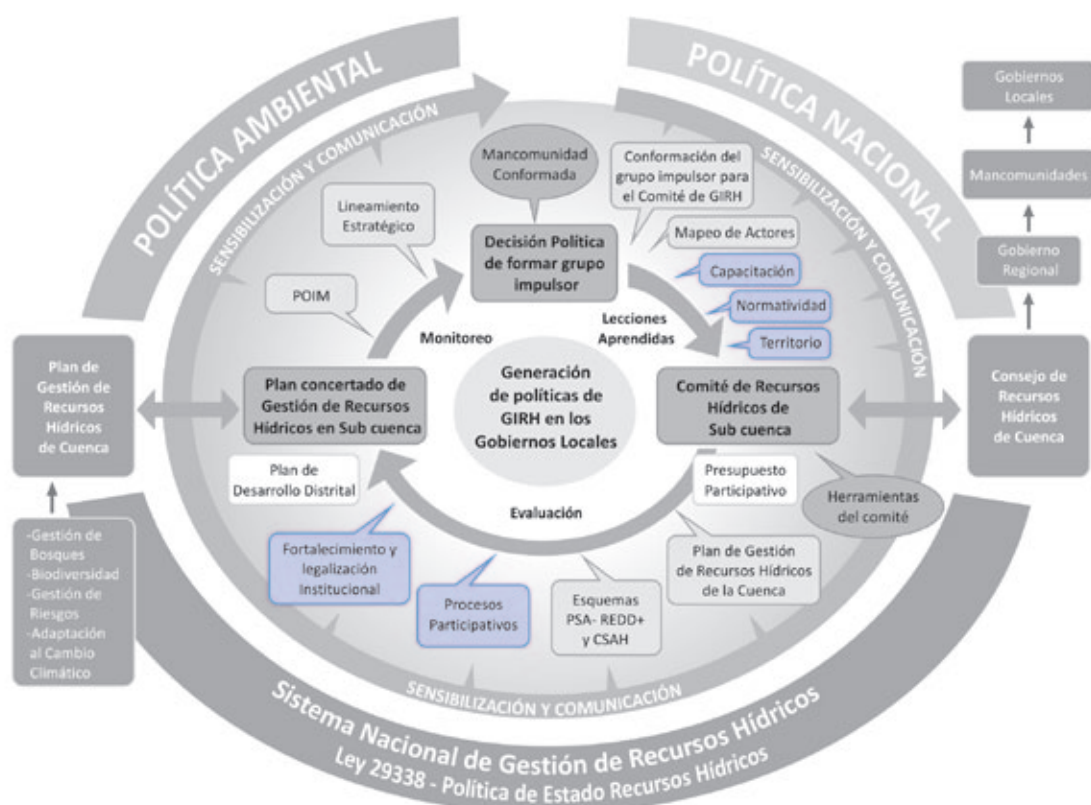 POLÍTICA AMBIENTAL
POLÍTICA NACIONAL
SENSIBILIZACIÓN Y COMUNICACIÓN
SENSIBILIZACIÓN Y COMUNICACIÓN
Gobiernos
Locales
Mancomunidades
Gobierno
Regional
Consejo de
Recursos
Hídricos
de Cuenca
Mancomunidad
Conformada
Conformación del
grupo impulsor para
el Comité de GIRH
Lineamiento
Estratégico
Mapeo de Actores
Decisión Política
de formar grupo
impulsor
Capacitación
POIM
Normatividad
Monitoreo
Lecciones
Aprendidas
Territorio
Plan de
Gestión de
Recursos
Hídricos
de Cuenca
Plan concertado de
Gestión de Recursos
Hídricos en Sub cuenca
Generación
de políticas de
GIRH en los
Gobiernos Locales
Comité de Recursos
Hídricos de
Sub cuenca
Plan de
Desarrollo Distrital
Presupuesto
Participativo
Herramientas
del comité
Evaluación
-Gestión de
Bosques
-Biodiversidad
-Gestión de
Riesgos
-Adaptación
al Cambio
Climático
Fortalecimiento y
legalización
Institucional
Procesos
Participativos
Esquemas
PSA- REDD+
y CSAH
Plan de Gestión
de Recursos Hídricos
de la Cuenca
SENSIBILIZACIÓN Y COMUNICACIÓN
Sistema Nacional de Gestión de Recursos Hídricos
Ley 29338 - Política de Estado Recursos Hídricos